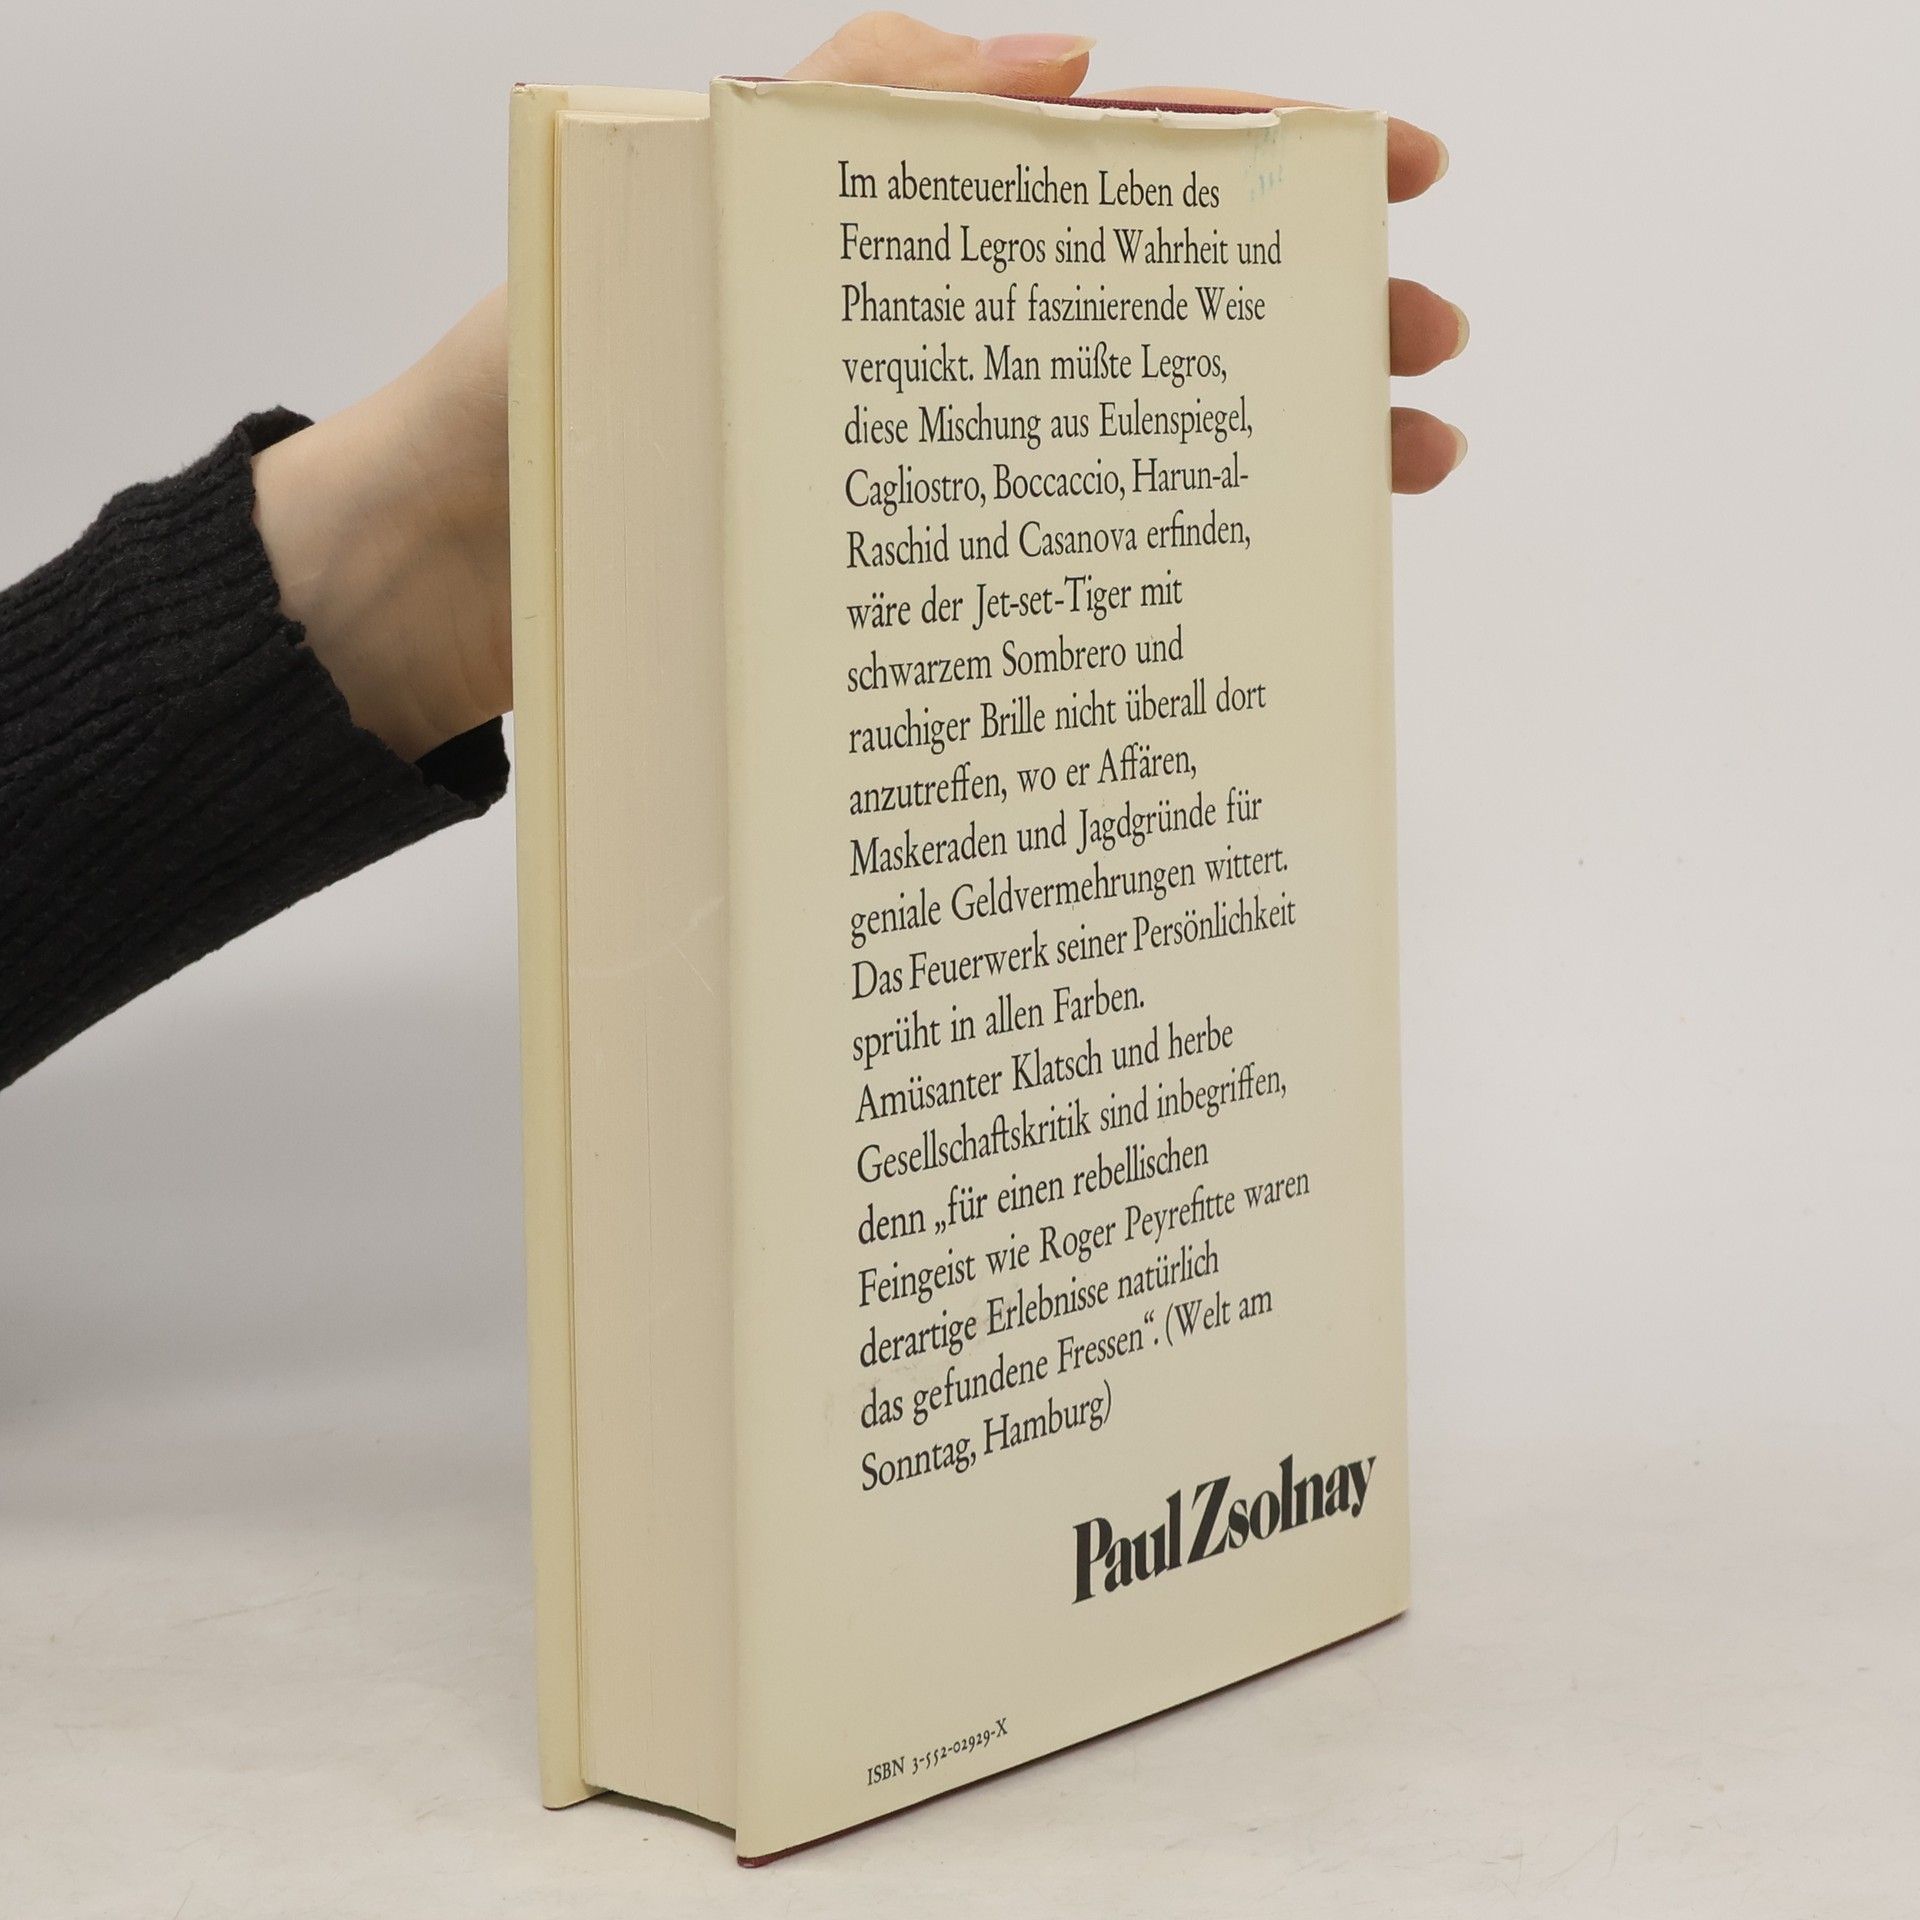 Im abenteuerlichen Leben des
Fernand Legros sind Wahrheit und
Phantasie auf faszinierende Weise
verquickt. Man müßte Legros,
diese Mischung aus Eulenspiegel,
Cagliostro, Boccaccio, Harun-al-
Raschid und Casanova erfinden,
wäre der Jet-set-Tiger mit
schwarzem Sombrero und
rauchiger Brille nicht überall dort
anzutreffen, wo er Affären,
Maskeraden und Jagdgründe für
geniale Geldvermehrungen wittert.
Das Feuerwerk seiner Persönlichkeit
sprüht in allen Farben.
Amüsanter Klatsch und herbe
Gesellschaftskritik sind inbegriffen,
denn „für einen rebellischen
Feingeist wie Roger Peyrefitte waren
derartige Erlebnisse natürlich
das gefundene Fressen“. (Welt am
Sonntag, Hamburg)
Paul Zsolnay
ISBN 3-552-02929-X